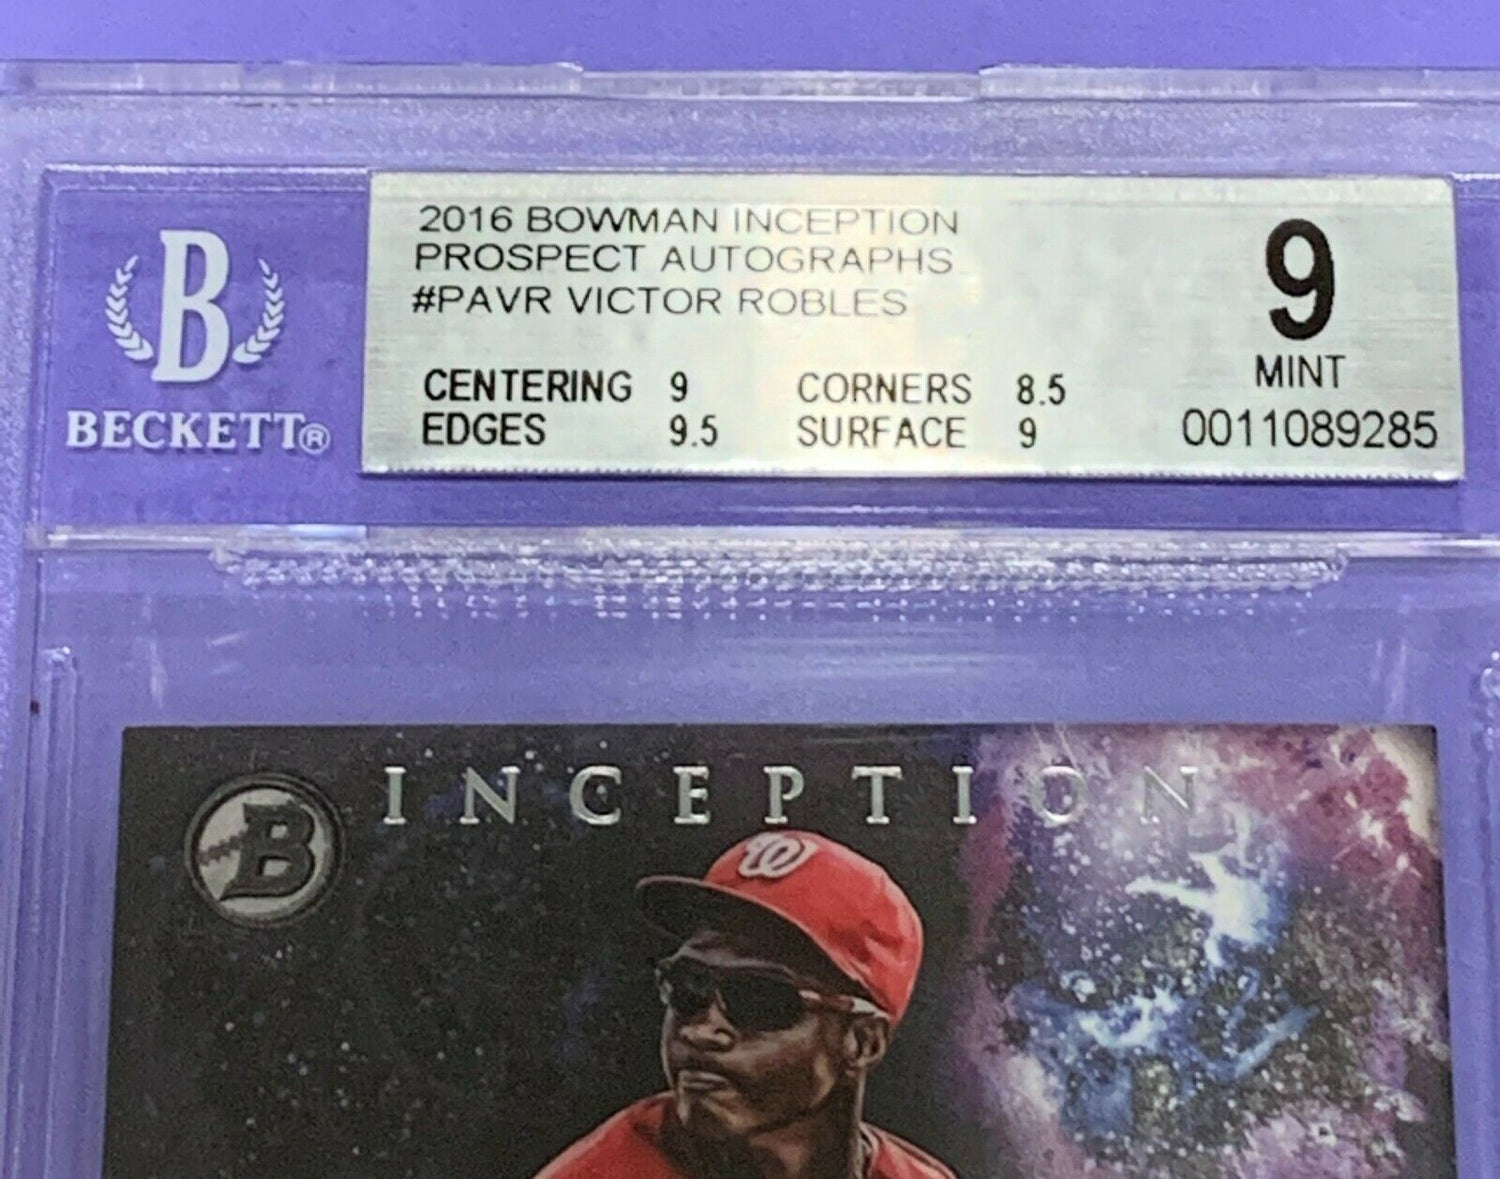 2016 BOWMAN INCEPTION
PROSPECT AUTOGRAPHS
#PAVR VICTOR ROBLES
CENTERING 9 CORNERS 8.5
EDGES 9.5 SURFACE 9
9
MINT
0011089285
B
BECKETT®
B
INCEPTION
W